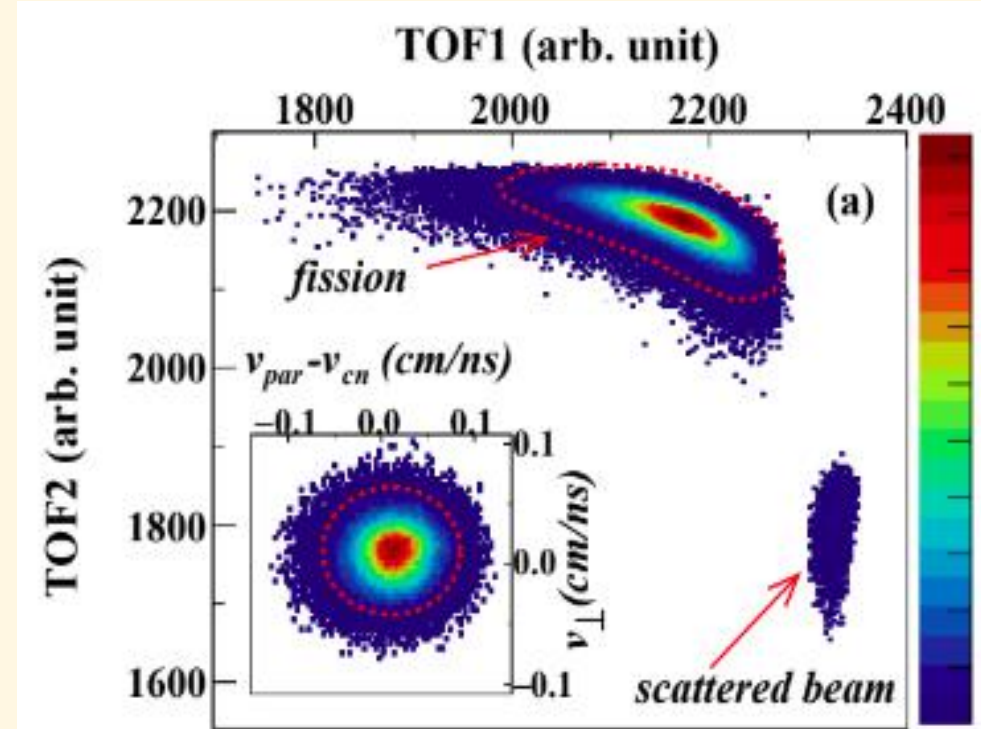 TOF1 (arb. unit)
1800 2000 2200 2400
(a)
2200
fission
2000
TOF2 (arb. unit)
v_par-v_cn (cm/ns)
−0.1 0.0 0.1
0.1
1800
0.0
v⊥(cm/ns)
−0.1
1600
scattered beam